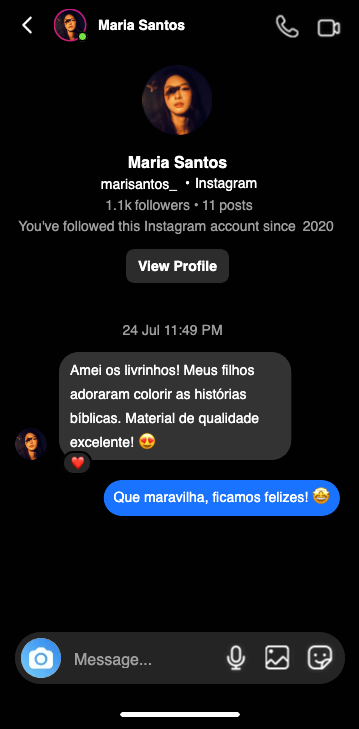 Maria Santos
Maria Santos
marisantos_ • Instagram
1.1k followers • 11 posts
You've followed this Instagram account since 2020
View Profile
24 Jul 11:49 PM
Amei os livrinhos! Meus filhos
adoraram colorir as histórias
bíblicas. Material de qualidade
excelente! 😍
Que maravilha, ficamos felizes! 🤩
Message...